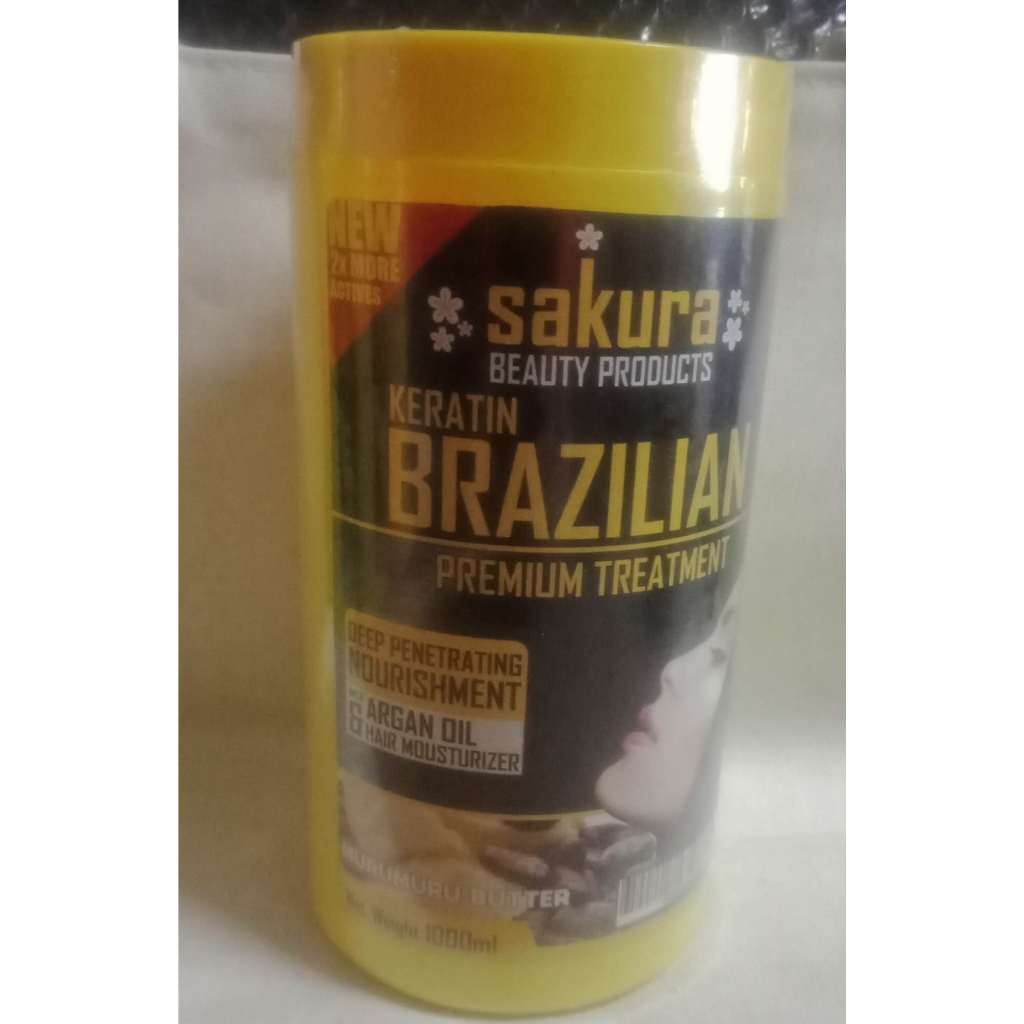 NEW
2x MORE
ACTIVES
sakura
BEAUTY PRODUCTS
KERATIN
BRAZILIAN
PREMIUM TREATMENT
DEEP PENETRATING
NOURISHMENT
&
ARGAN OIL
HAIR MOUSTURIZER
MURUMURU BUTTER
Net. Weight 1000ml